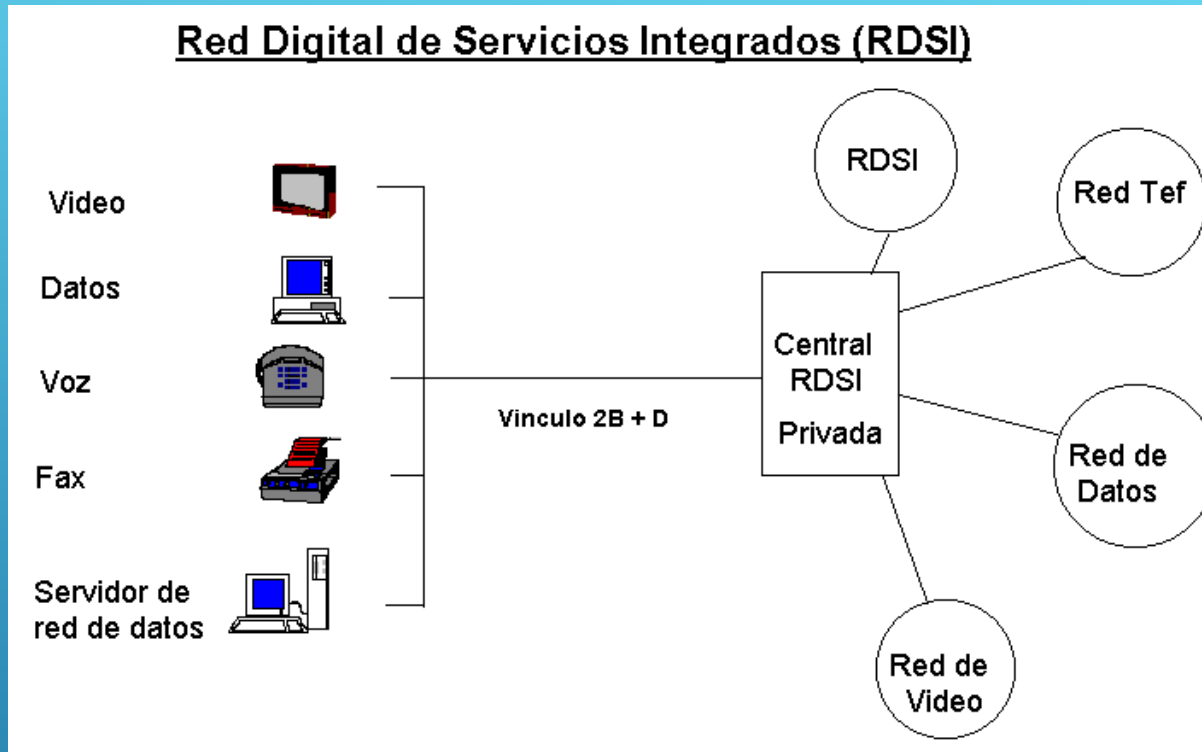 Red Digital de Servicios Integrados (RDSI)
Video
Datos
Voz
Fax
Servidor de
red de datos
Vinculo 2B + D
Central
RDSI
Privada
RDSI
Red Tef
Red de
Datos
Red de
Video